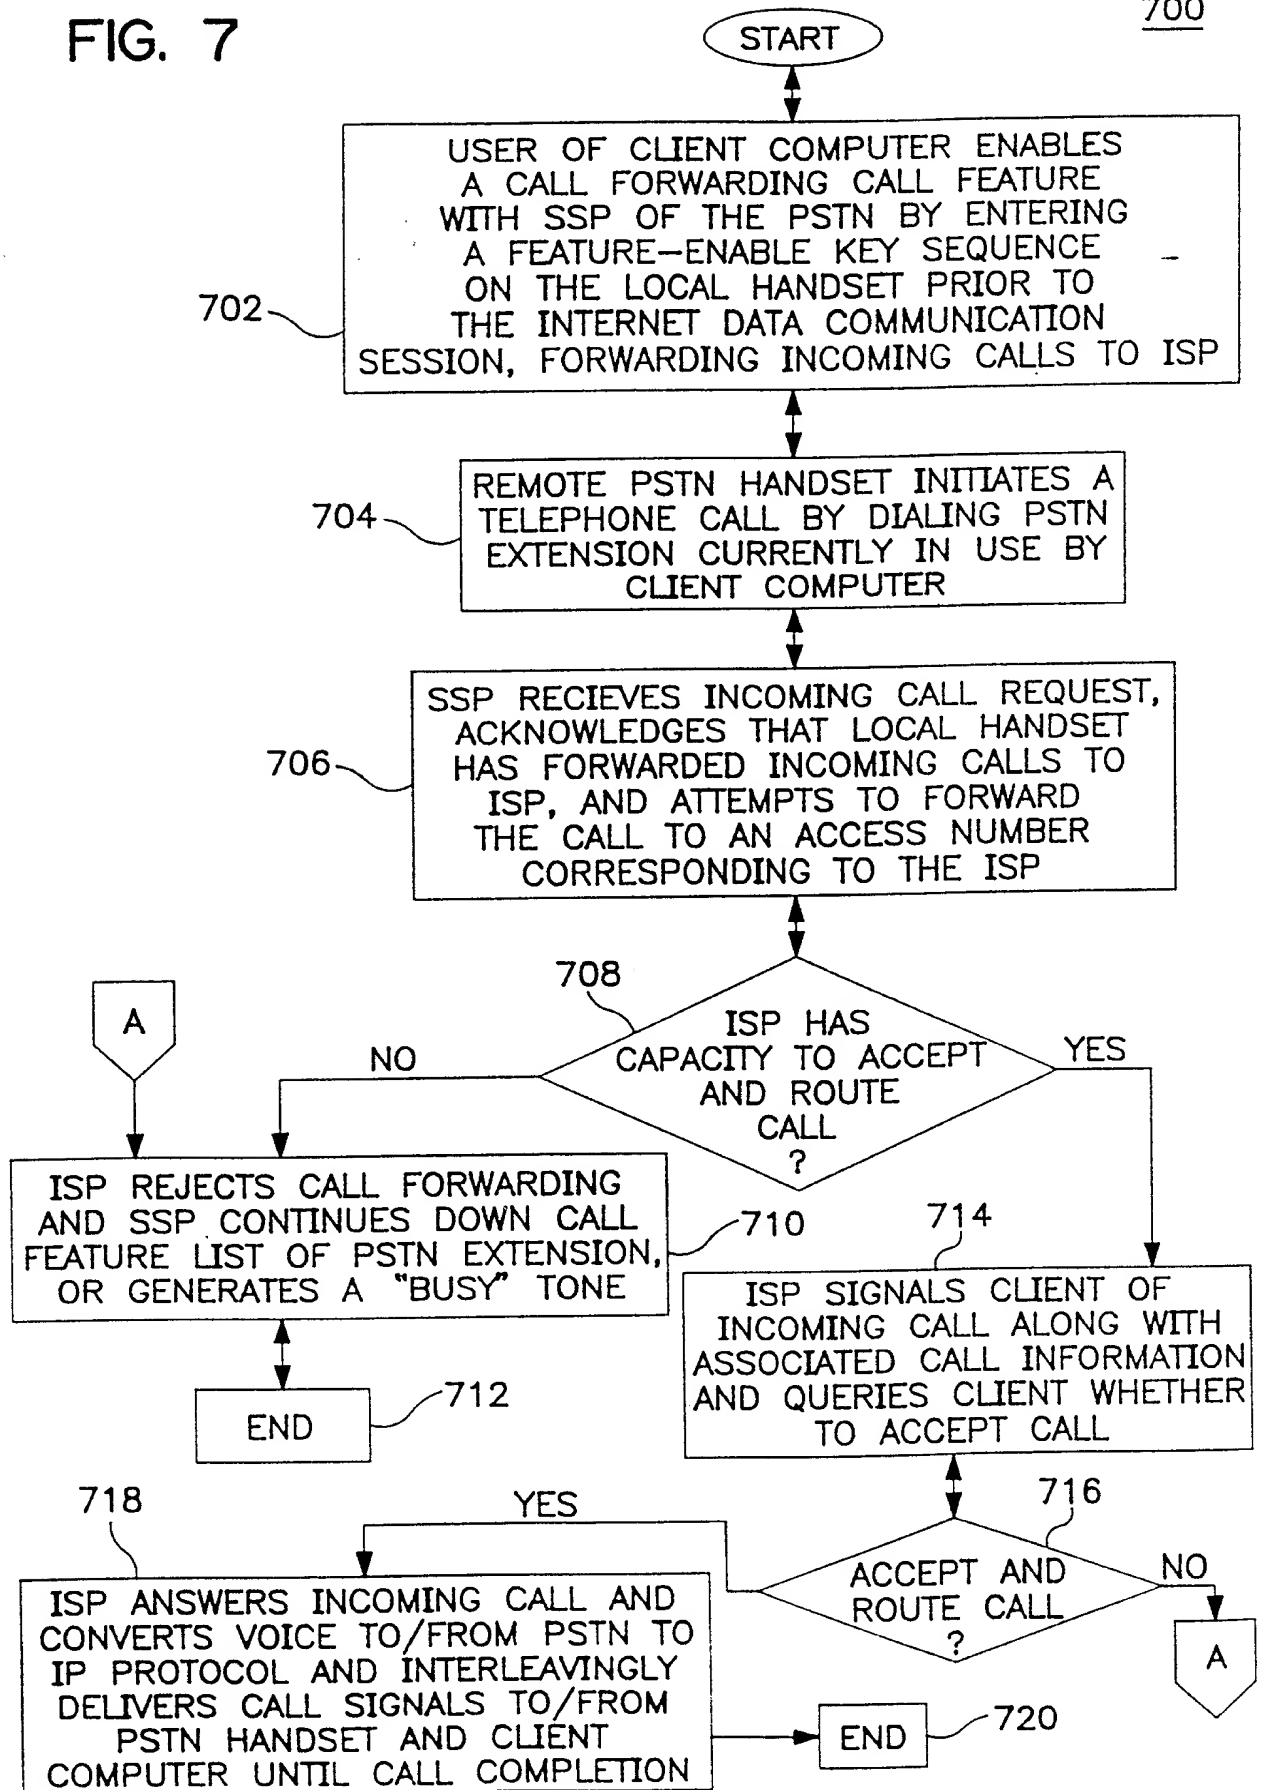 FIG. 7
700
START
USER OF CLIENT COMPUTER ENABLES
A CALL FORWARDING CALL FEATURE
WITH SSP OF THE PSTN BY ENTERING
A FEATURE-ENABLE KEY SEQUENCE
ON THE LOCAL HANDSET PRIOR TO
THE INTERNET DATA COMMUNICATION
SESSION, FORWARDING INCOMING CALLS TO ISP
702
REMOTE PSTN HANDSET INITIATES A
TELEPHONE CALL BY DIALING PSTN
EXTENSION CURRENTLY IN USE BY
CLIENT COMPUTER
704
SSP RECIEVES INCOMING CALL REQUEST,
ACKNOWLEDGES THAT LOCAL HANDSET
HAS FORWARDED INCOMING CALLS TO
ISP, AND ATTEMPTS TO FORWARD
THE CALL TO AN ACCESS NUMBER
CORRESPONDING TO THE ISP
706
708
ISP HAS
CAPACITY TO ACCEPT
AND ROUTE
CALL
?
NO
YES
A
ISP REJECTS CALL FORWARDING
AND SSP CONTINUES DOWN CALL
FEATURE LIST OF PSTN EXTENSION,
OR GENERATES A "BUSY" TONE
710
END
712
714
ISP SIGNALS CLIENT OF
INCOMING CALL ALONG WITH
ASSOCIATED CALL INFORMATION
AND QUERIES CLIENT WHETHER
TO ACCEPT CALL
716
ACCEPT AND
ROUTE CALL
?
YES
NO
A
718
ISP ANSWERS INCOMING CALL AND
CONVERTS VOICE TO/FROM PSTN TO
IP PROTOCOL AND INTERLEAVINGLY
DELIVERS CALL SIGNALS TO/FROM
PSTN HANDSET AND CLIENT
COMPUTER UNTIL CALL COMPLETION
END
720